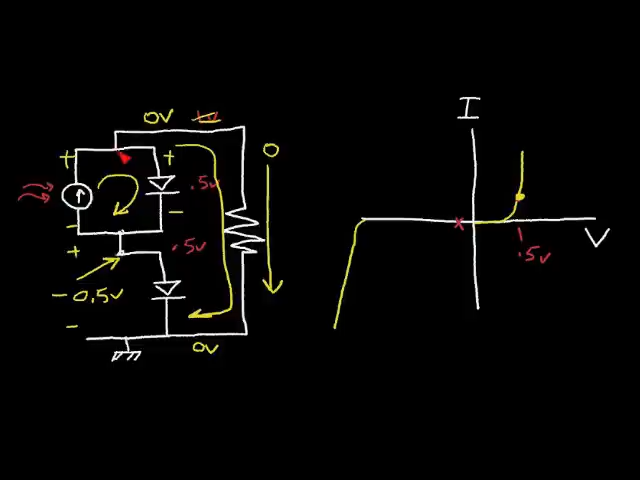 0V
I
+
+
0
.5v
-
-
+
.5v
-0.5v
-
0v
x
V
.5v